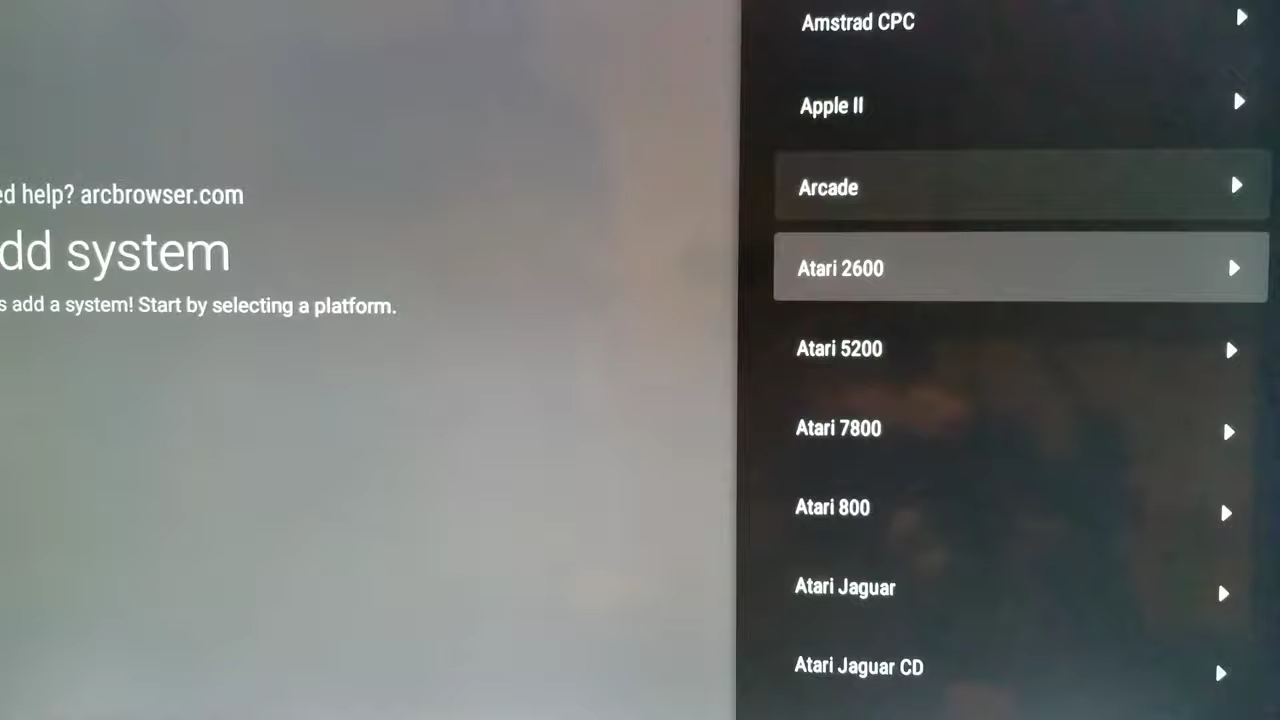 ed help? arcbrowser.com
dd system
s add a system! Start by selecting a platform.
Amstrad CPC
Apple II
Arcade
Atari 2600
Atari 5200
Atari 7800
Atari 800
Atari Jaguar
Atari Jaguar CD